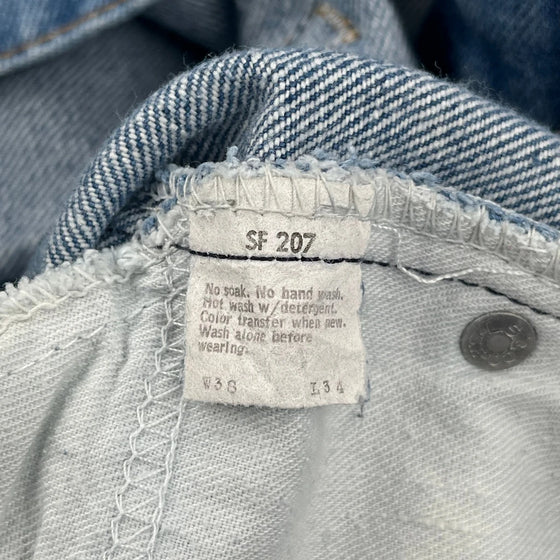 SF 207
No soak. No hand wash.
Hot wash w/detergent.
Color transfer when new.
Wash alone before
wearing.
W38 L34